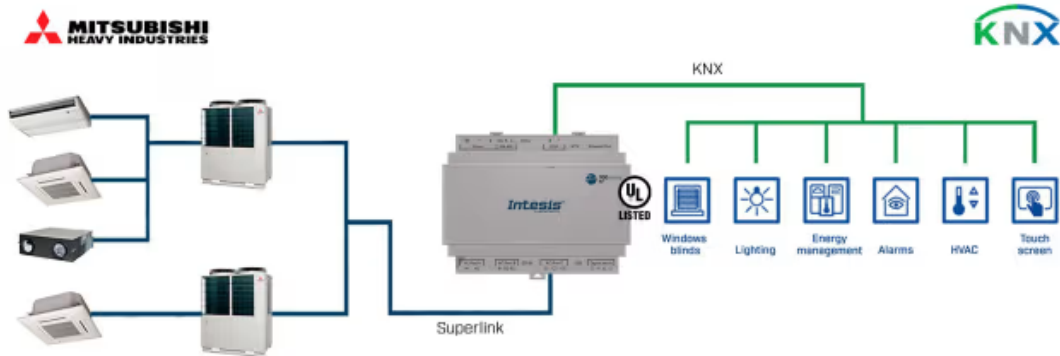 MITSUBISHI
HEAVY INDUSTRIES
KNX
KNX
Intesis
UL
LISTED
Windows
blinds
Lighting
Energy
management
Alarms
HVAC
Touch
screen
Superlink